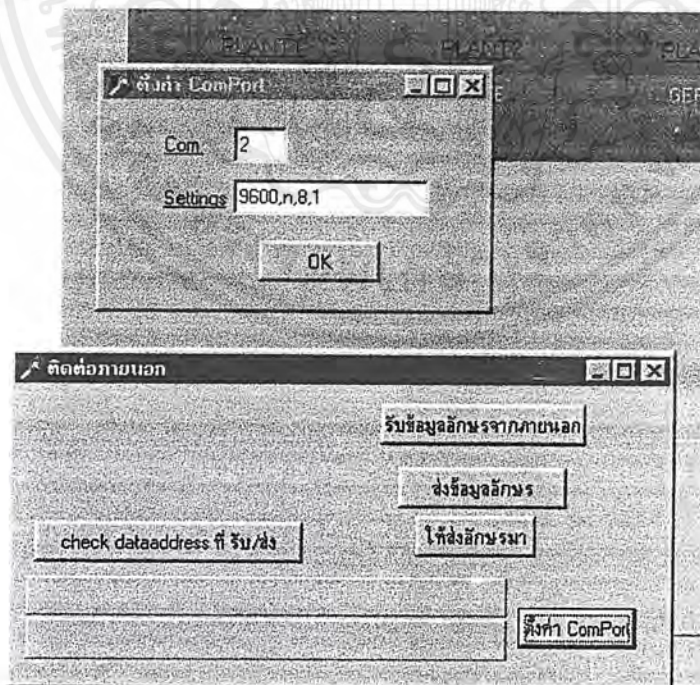 PLANT1 PLANT2
ตั้งค่า ComPort
Com 2
Settings 9600,n,8,1
OK
ติดต่อภายนอก
รับข้อมูลอักษรจากภายนอก
ส่งข้อมูลอักษร
check dataaddress ที่ รับ/ส่ง
ให้ส่งอักษรมา
ตั้งค่า ComPort